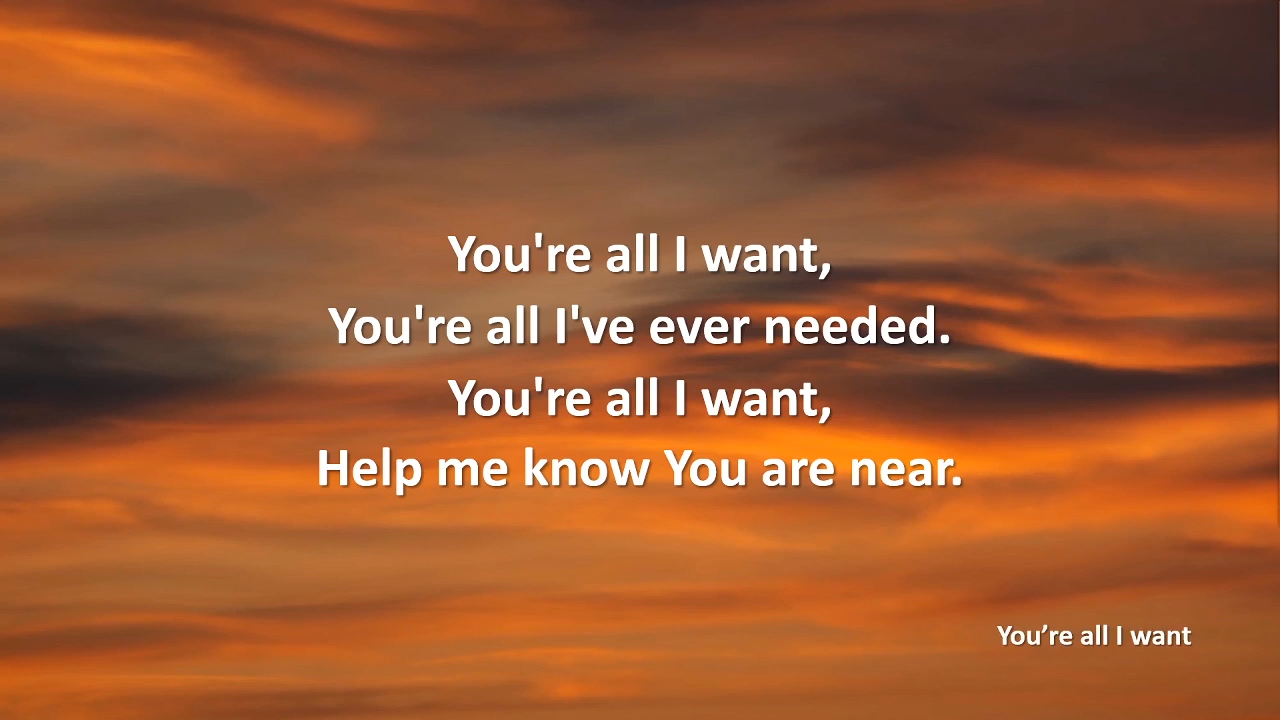 You're all I want,
You're all I've ever needed.
You're all I want,
Help me know You are near.
You’re all I want